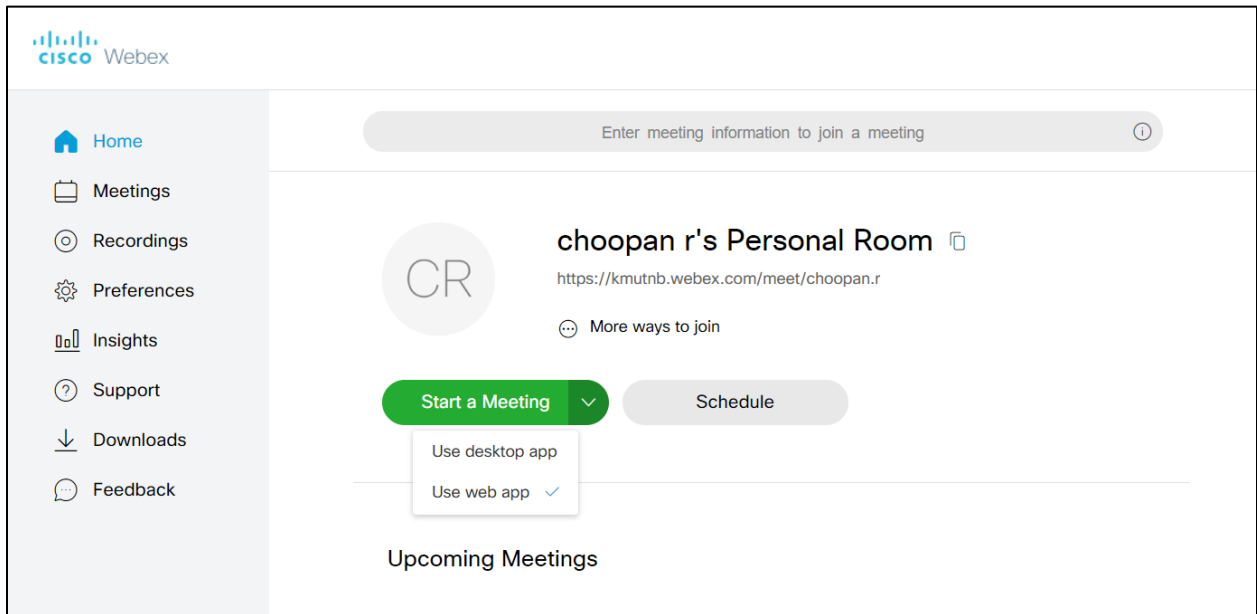 CISCO Webex
Home
Meetings
Recordings
Preferences
Insights
Support
Downloads
Feedback
Enter meeting information to join a meeting
CR
choopan r's Personal Room
https://kmutnb.webex.com/meet/choopan.r
More ways to join
Start a Meeting
Schedule
Use desktop app
Use web app
Upcoming Meetings